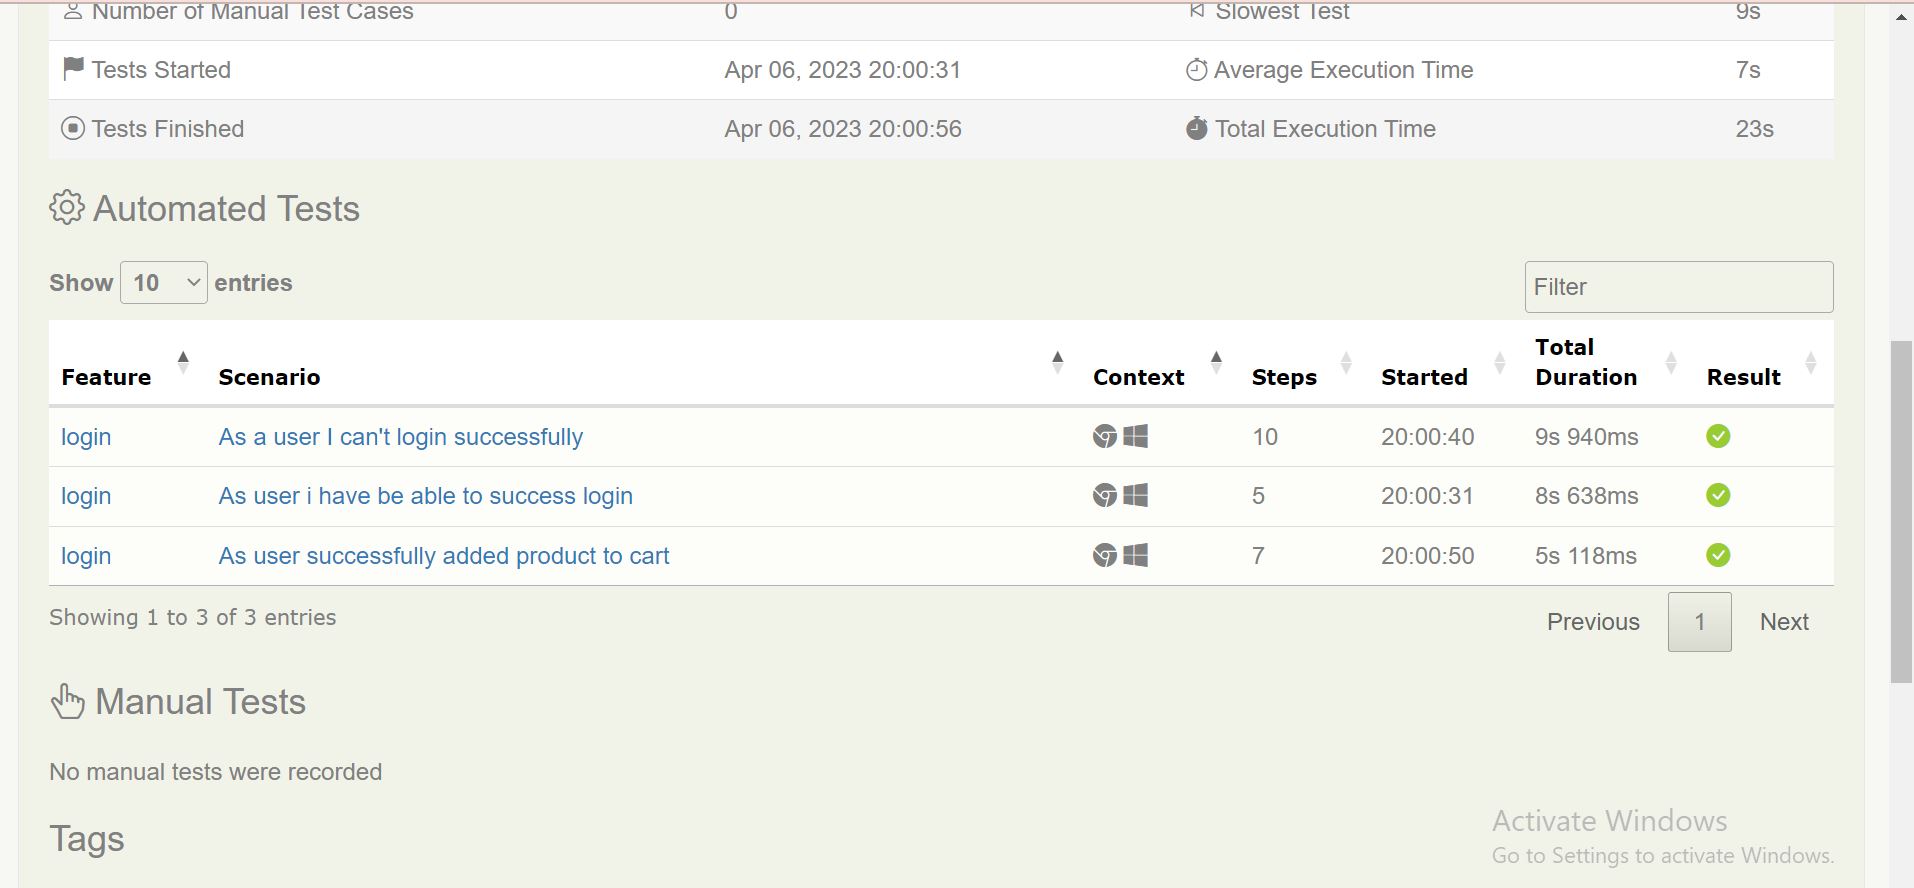 Number of Manual Test Cases 0 Slowest Test 9s
Tests Started Apr 06, 2023 20:00:31 Average Execution Time 7s
Tests Finished Apr 06, 2023 20:00:56 Total Execution Time 23s
Automated Tests
Show 10 entries Filter
Feature Scenario Context Steps Started Total Duration Result
login As a user I can't login successfully 10 20:00:40 9s 940ms
login As user i have be able to success login 5 20:00:31 8s 638ms
login As user successfully added product to cart 7 20:00:50 5s 118ms
Showing 1 to 3 of 3 entries Previous 1 Next
Manual Tests
No manual tests were recorded
Tags
Activate Windows
Go to Settings to activate Windows.